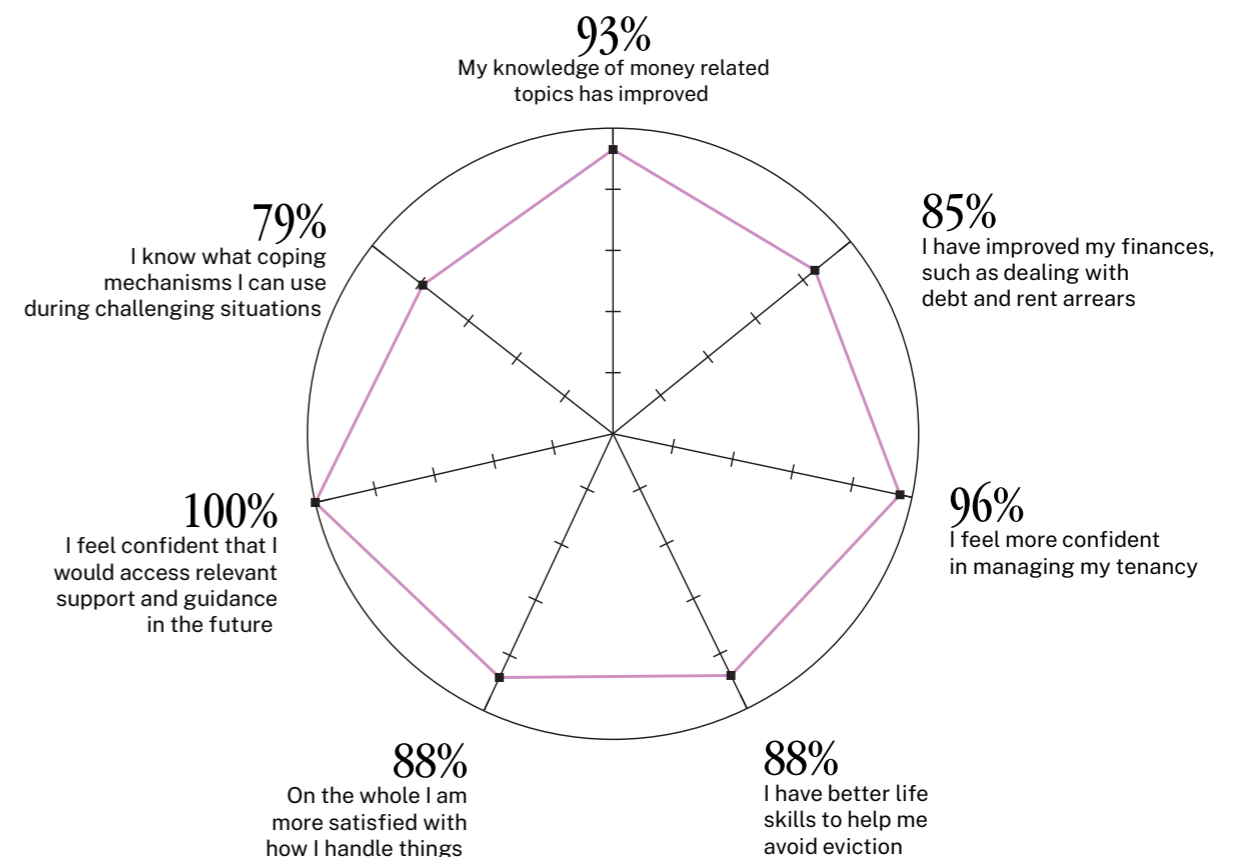 93%
My knowledge of money related
topics has improved
85%
I have improved my finances,
such as dealing with
debt and rent arrears
96%
I feel more confident
in managing my tenancy
88%
I have better life
skills to help me
avoid eviction
88%
On the whole I am
more satisfied with
how I handle things
100%
I feel confident that I
would access relevant
support and guidance
in the future
79%
I know what coping
mechanisms I can use
during challenging situations